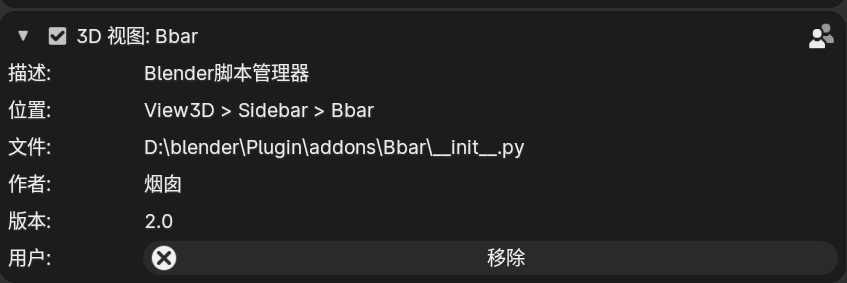 3D 视图: Bbar
描述: Blender脚本管理器
位置: View3D > Sidebar > Bbar
文件: D:\blender\Plugin\addons\Bbar\__init__.py
作者: 烟囱
版本: 2.0
用户: 移除